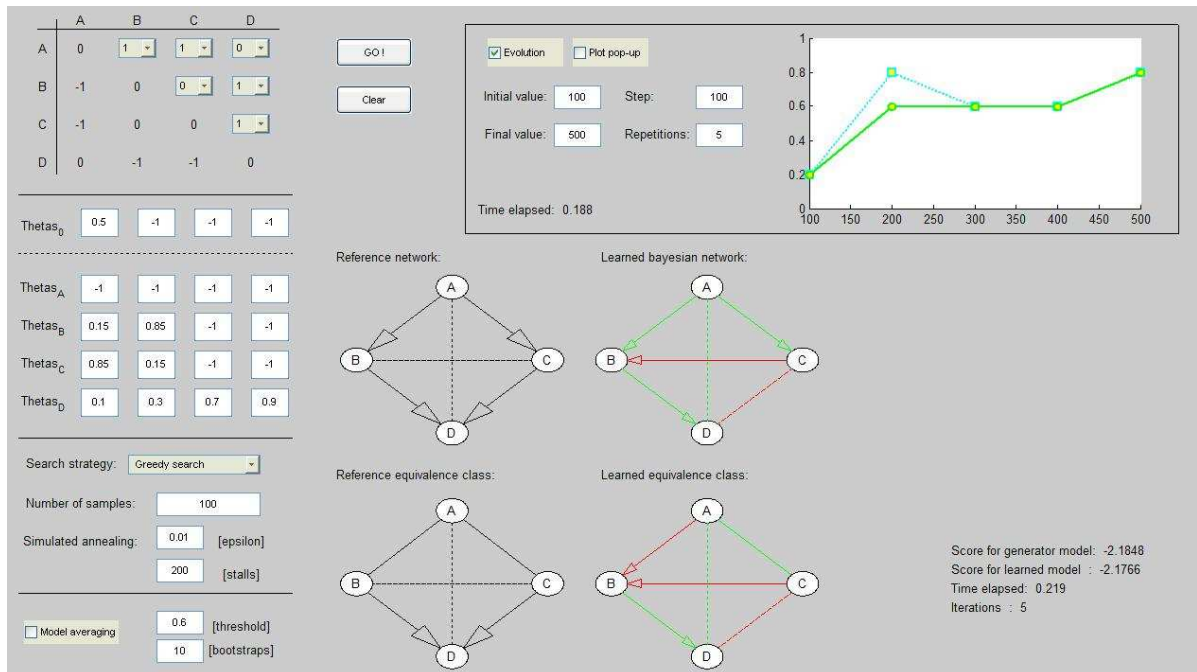 A B C D
A 0 1 1 0
B -1 0 0 1
C -1 0 0 1
D 0 -1 -1 0
Thetas0 0.5 -1 -1 -1
ThetasA -1 -1 -1 -1
ThetasB 0.15 0.85 -1 -1
ThetasC 0.85 0.15 -1 -1
ThetasD 0.1 0.3 0.7 0.9
Search strategy: Greedy search
Number of samples: 100
Simulated annealing: 0.01 [epsilon]
200 [stalls]
Model averaging 0.6 [threshold]
10 [bootstraps]
GO !
Clear
Evolution Plot pop-up
Initial value: 100 Step: 100
Final value: 500 Repetitions: 5
Time elapsed: 0.188
1
0.8
0.6
0.4
0.2
0
100 150 200 250 300 350 400 450 500
Reference network:
A
B C
D
Learned bayesian network:
A
B C
D
Reference equivalence class:
A
B C
D
Learned equivalence class:
A
B C
D
Score for generator model: -2.1848
Score for learned model : -2.1766
Time elapsed: 0.219
Iterations : 5